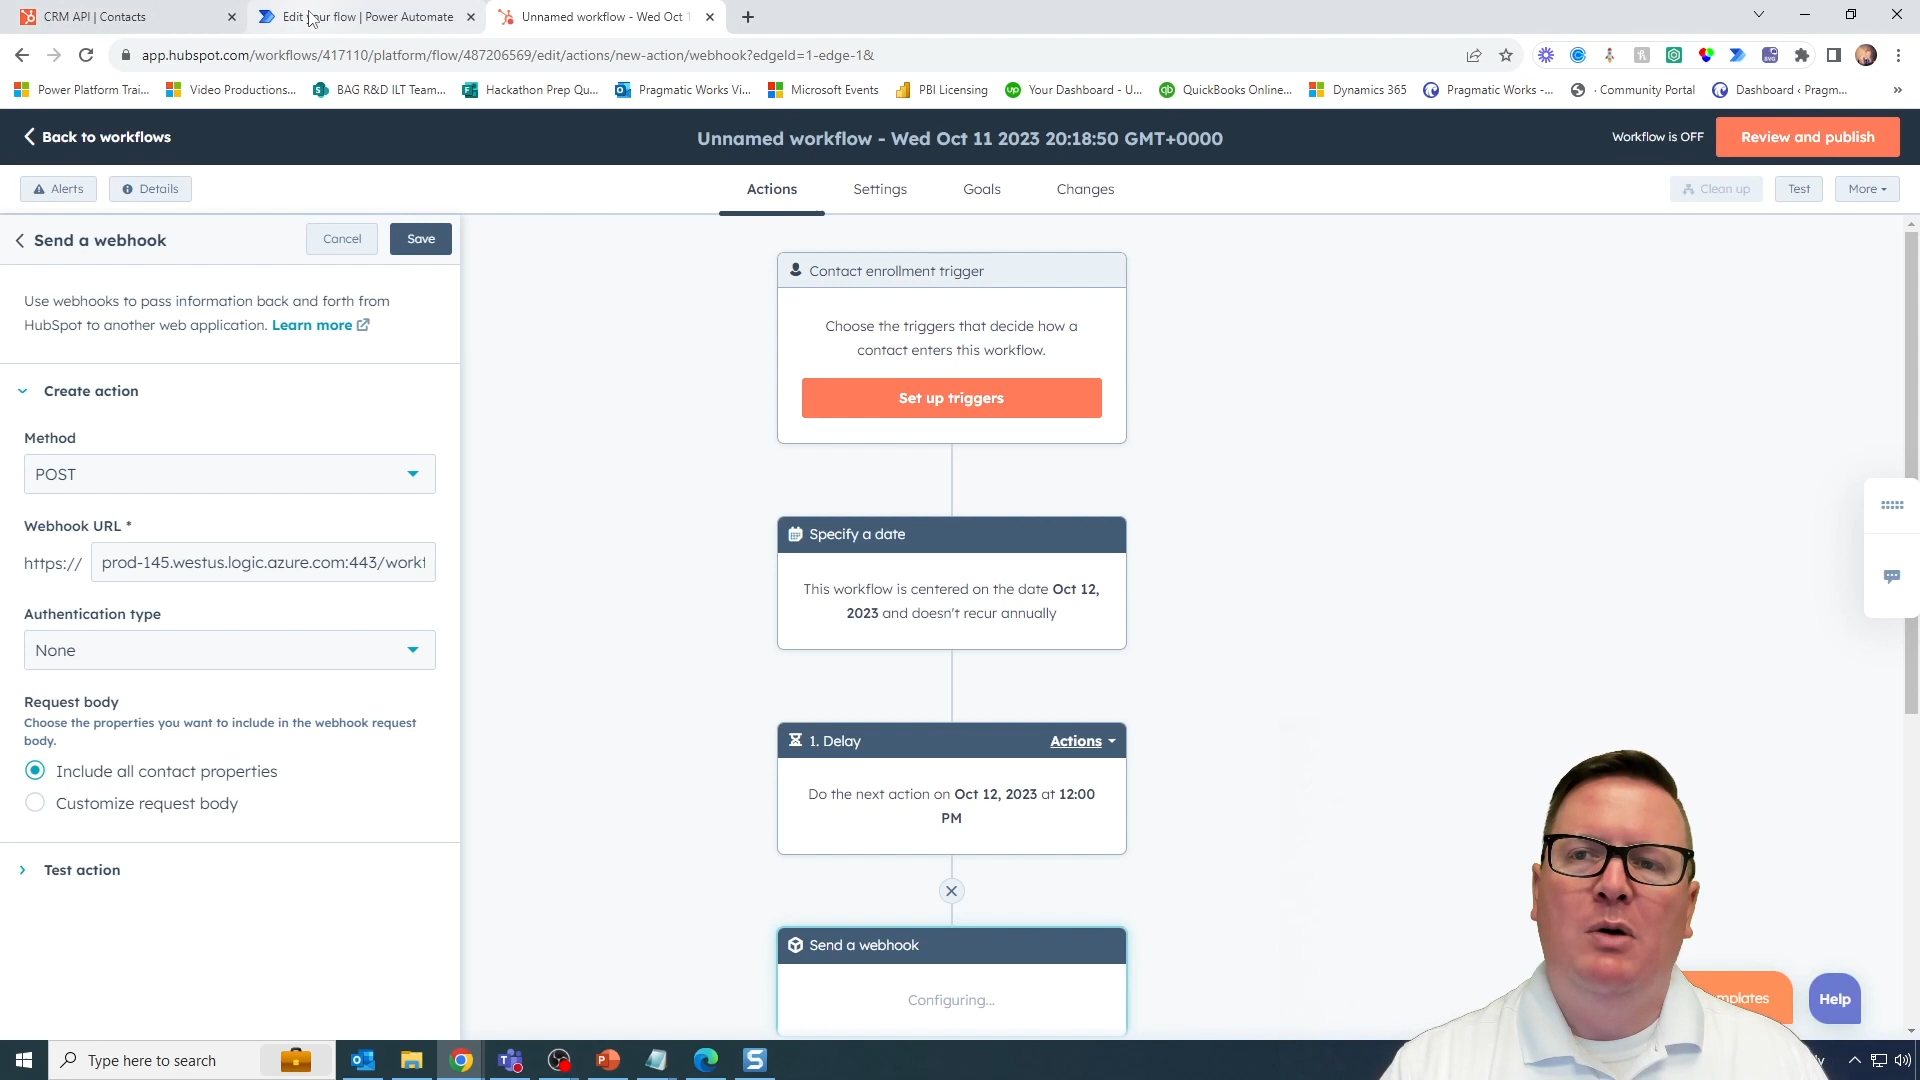 CRM API | Contacts
Edit your flow | Power Automate
Unnamed workflow - Wed Oct 1
app.hubspot.com/workflows/417110/platform/flow/487206569/edit/actions/new-action/webhook?edgeId=1-edge-1&
Power Platform Trai...
Video Productions...
BAG R&D ILT Team...
Hackathon Prep Qu...
Pragmatic Works Vi...
Microsoft Events
PBI Licensing
Your Dashboard - U...
QuickBooks Online...
Dynamics 365
Pragmatic Works -...
· Community Portal
Dashboard ‹ Pragm...
»
Back to workflows
Unnamed workflow - Wed Oct 11 2023 20:18:50 GMT+0000
Workflow is OFF
Review and publish
Alerts
Details
Actions
Settings
Goals
Changes
Clean up
Test
More
Send a webhook
Cancel
Save
Use webhooks to pass information back and forth from
HubSpot to another web application. Learn more
Create action
Method
POST
Webhook URL *
https://
prod-145.westus.logic.azure.com:443/workf
Authentication type
None
Request body
Choose the properties you want to include in the webhook request
body.
Include all contact properties
Customize request body
Test action
Contact enrollment trigger
Choose the triggers that decide how a
contact enters this workflow.
Set up triggers
Specify a date
This workflow is centered on the date Oct 12,
2023 and doesn't recur annually
1. Delay
Actions
Do the next action on Oct 12, 2023 at 12:00
PM
Send a webhook
Configuring...
mplates
Help
Type here to search